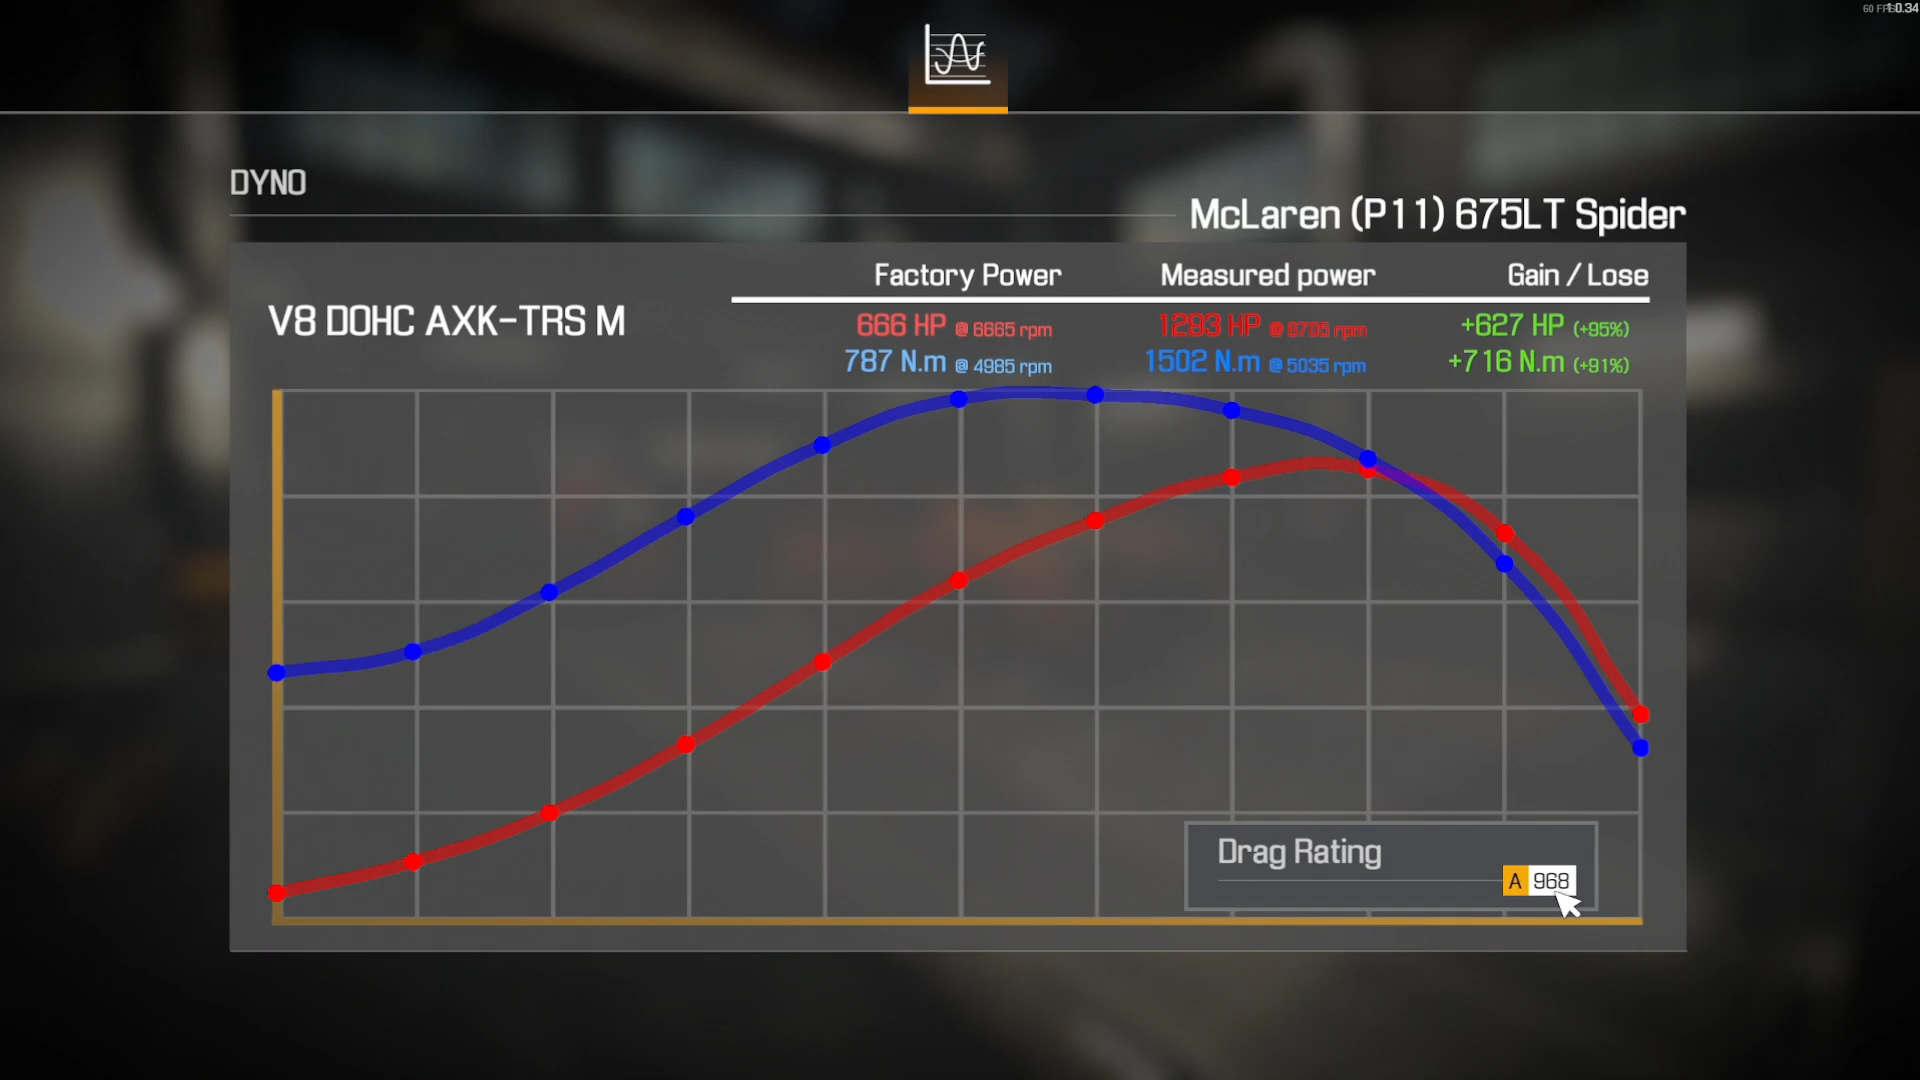 DYNO
McLaren (P11) 675LT Spider
Factory Power Measured power Gain / Lose
V8 DOHC AXK-TRS M
666 HP @ 6665 rpm 1293 HP @ 6705 rpm +627 HP (+95%)
787 N.m @ 4985 rpm 1502 N.m @ 5035 rpm +716 N.m (+91%)
Drag Rating
A 968